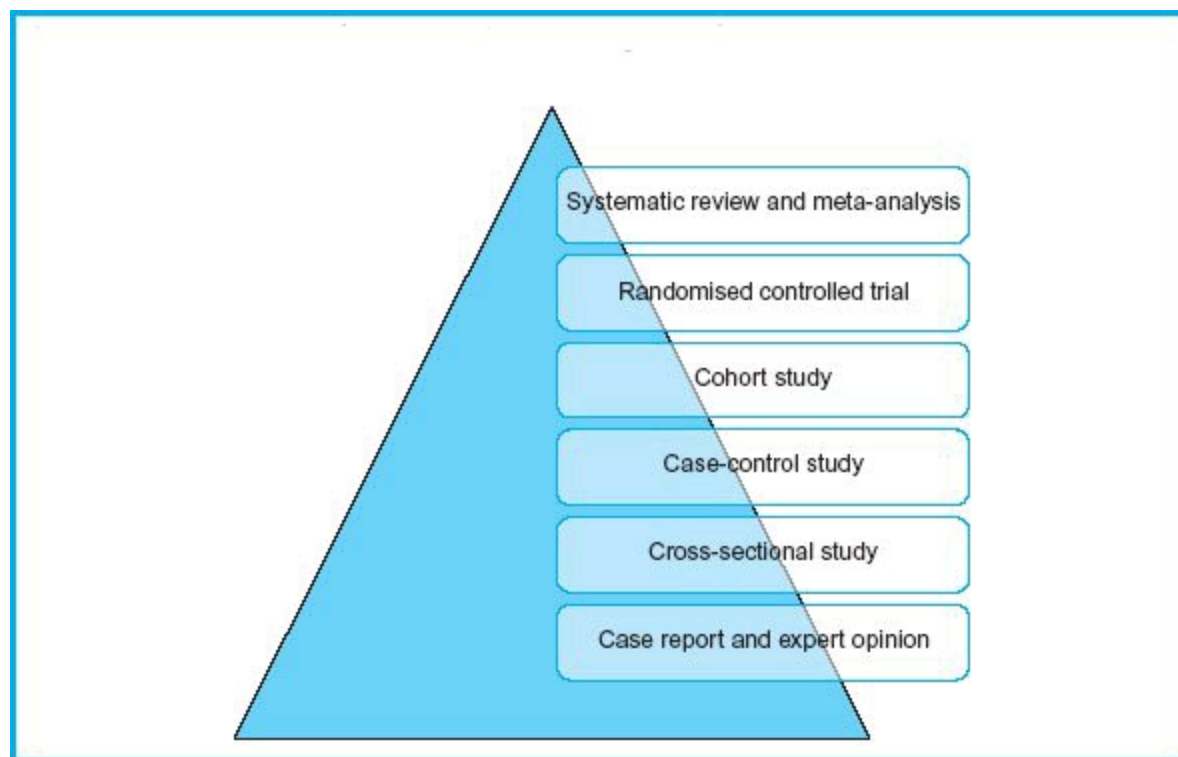 Systematic review and meta-analysis
Randomised controlled trial
Cohort study
Case-control study
Cross-sectional study
Case report and expert opinion